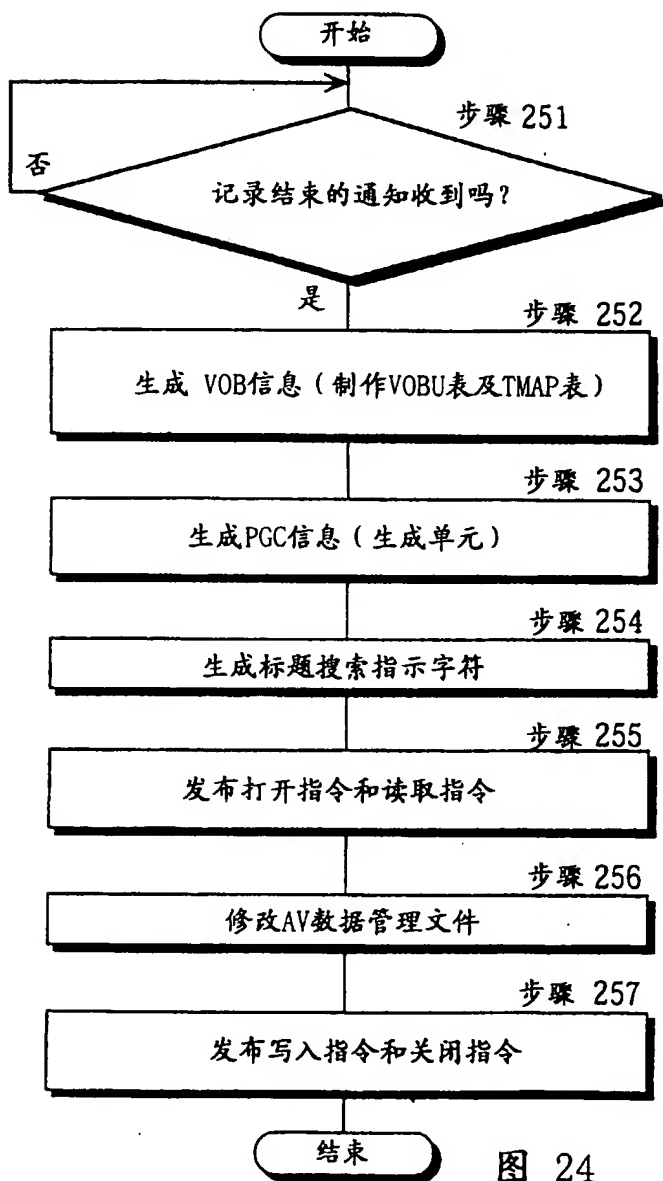 开始
步骤 251
否
记录结束的通知收到吗？
是
步骤 252
生成 VOB信息（制作VOBU表及TMAP表）
步骤 253
生成PGC信息（生成单元）
步骤 254
生成标题搜索指示字符
步骤 255
发布打开指令和读取指令
步骤 256
修改AV数据管理文件
步骤 257
发布写入指令和关闭指令
结束
图 24